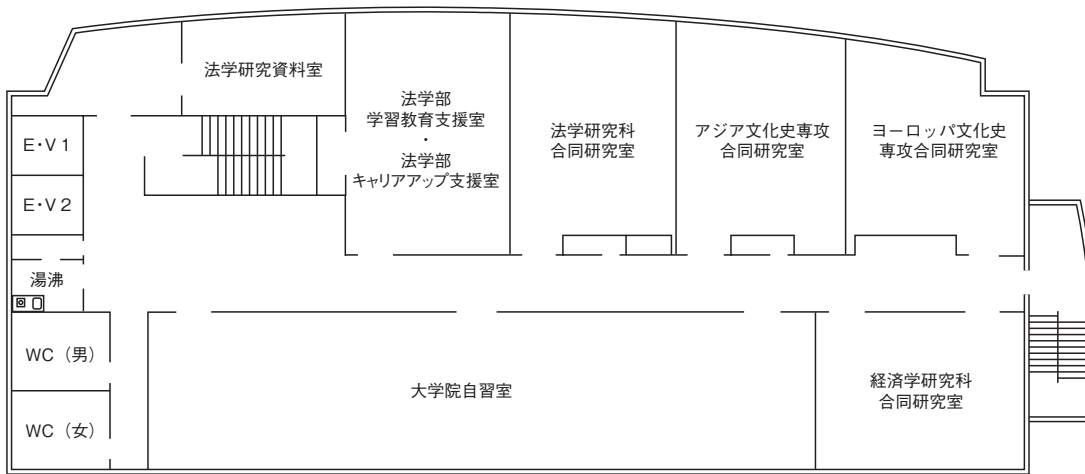 法学研究資料室
法学部
学習教育支援室
・
法学部
キャリアアップ支援室
法学研究科
合同研究室
アジア文化史専攻
合同研究室
ヨーロッパ文化史
専攻合同研究室
E・V 1
E・V 2
湯沸
WC（男）
WC（女）
大学院自習室
経済学研究科
合同研究室